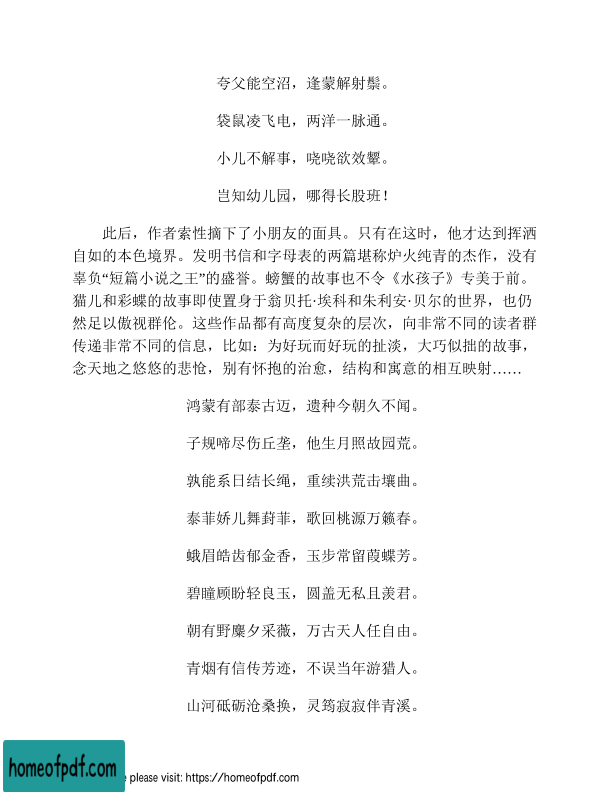 夸父能空沼，逢蒙解射鬃。
袋鼠凌飞电，两洋一脉通。
小儿不解事，哓哓欲效颦。
岂知幼儿园，哪得长股班！
此后，作者索性摘下了小朋友的面具。只有在这时，他才达到挥洒
自如的本色境界。发明书信和字母表的两篇堪称炉火纯青的杰作，没有
辜负“短篇小说之王”的盛誉。螃蟹的故事也不令《水孩子》专美于前。
猫儿和彩蝶的故事即使置身于翁贝托·埃科和朱利安·贝尔的世界，也仍
然足以傲视群伦。这些作品都有高度复杂的层次，向非常不同的读者群
传递非常不同的信息，比如：为好玩而好玩的扯淡，大巧似拙的故事，
念天地之悠悠的悲怆，别有怀抱的治愈，结构和寓意的相互映射……
鸿蒙有部泰古迈，遗种今朝久不闻。
子规啼尽伤丘垄，他生月照故园荒。
孰能系日结长绳，重续洪荒击壤曲。
泰菲娇儿舞葑菲，歌回桃源万籁春。
蛾眉皓齿郁金香，玉步常留葭蝶芳。
碧瞳顾盼轻良玉，圆盖无私且羡君。
朝有野麋夕采薇，万古天人任自由。
青烟有信传芳迹，不误当年游猎人。
山河砥砺沧桑换，灵筠寂寂伴青溪。
homeofpdf.com
e please visit: https://homeofpdf.com